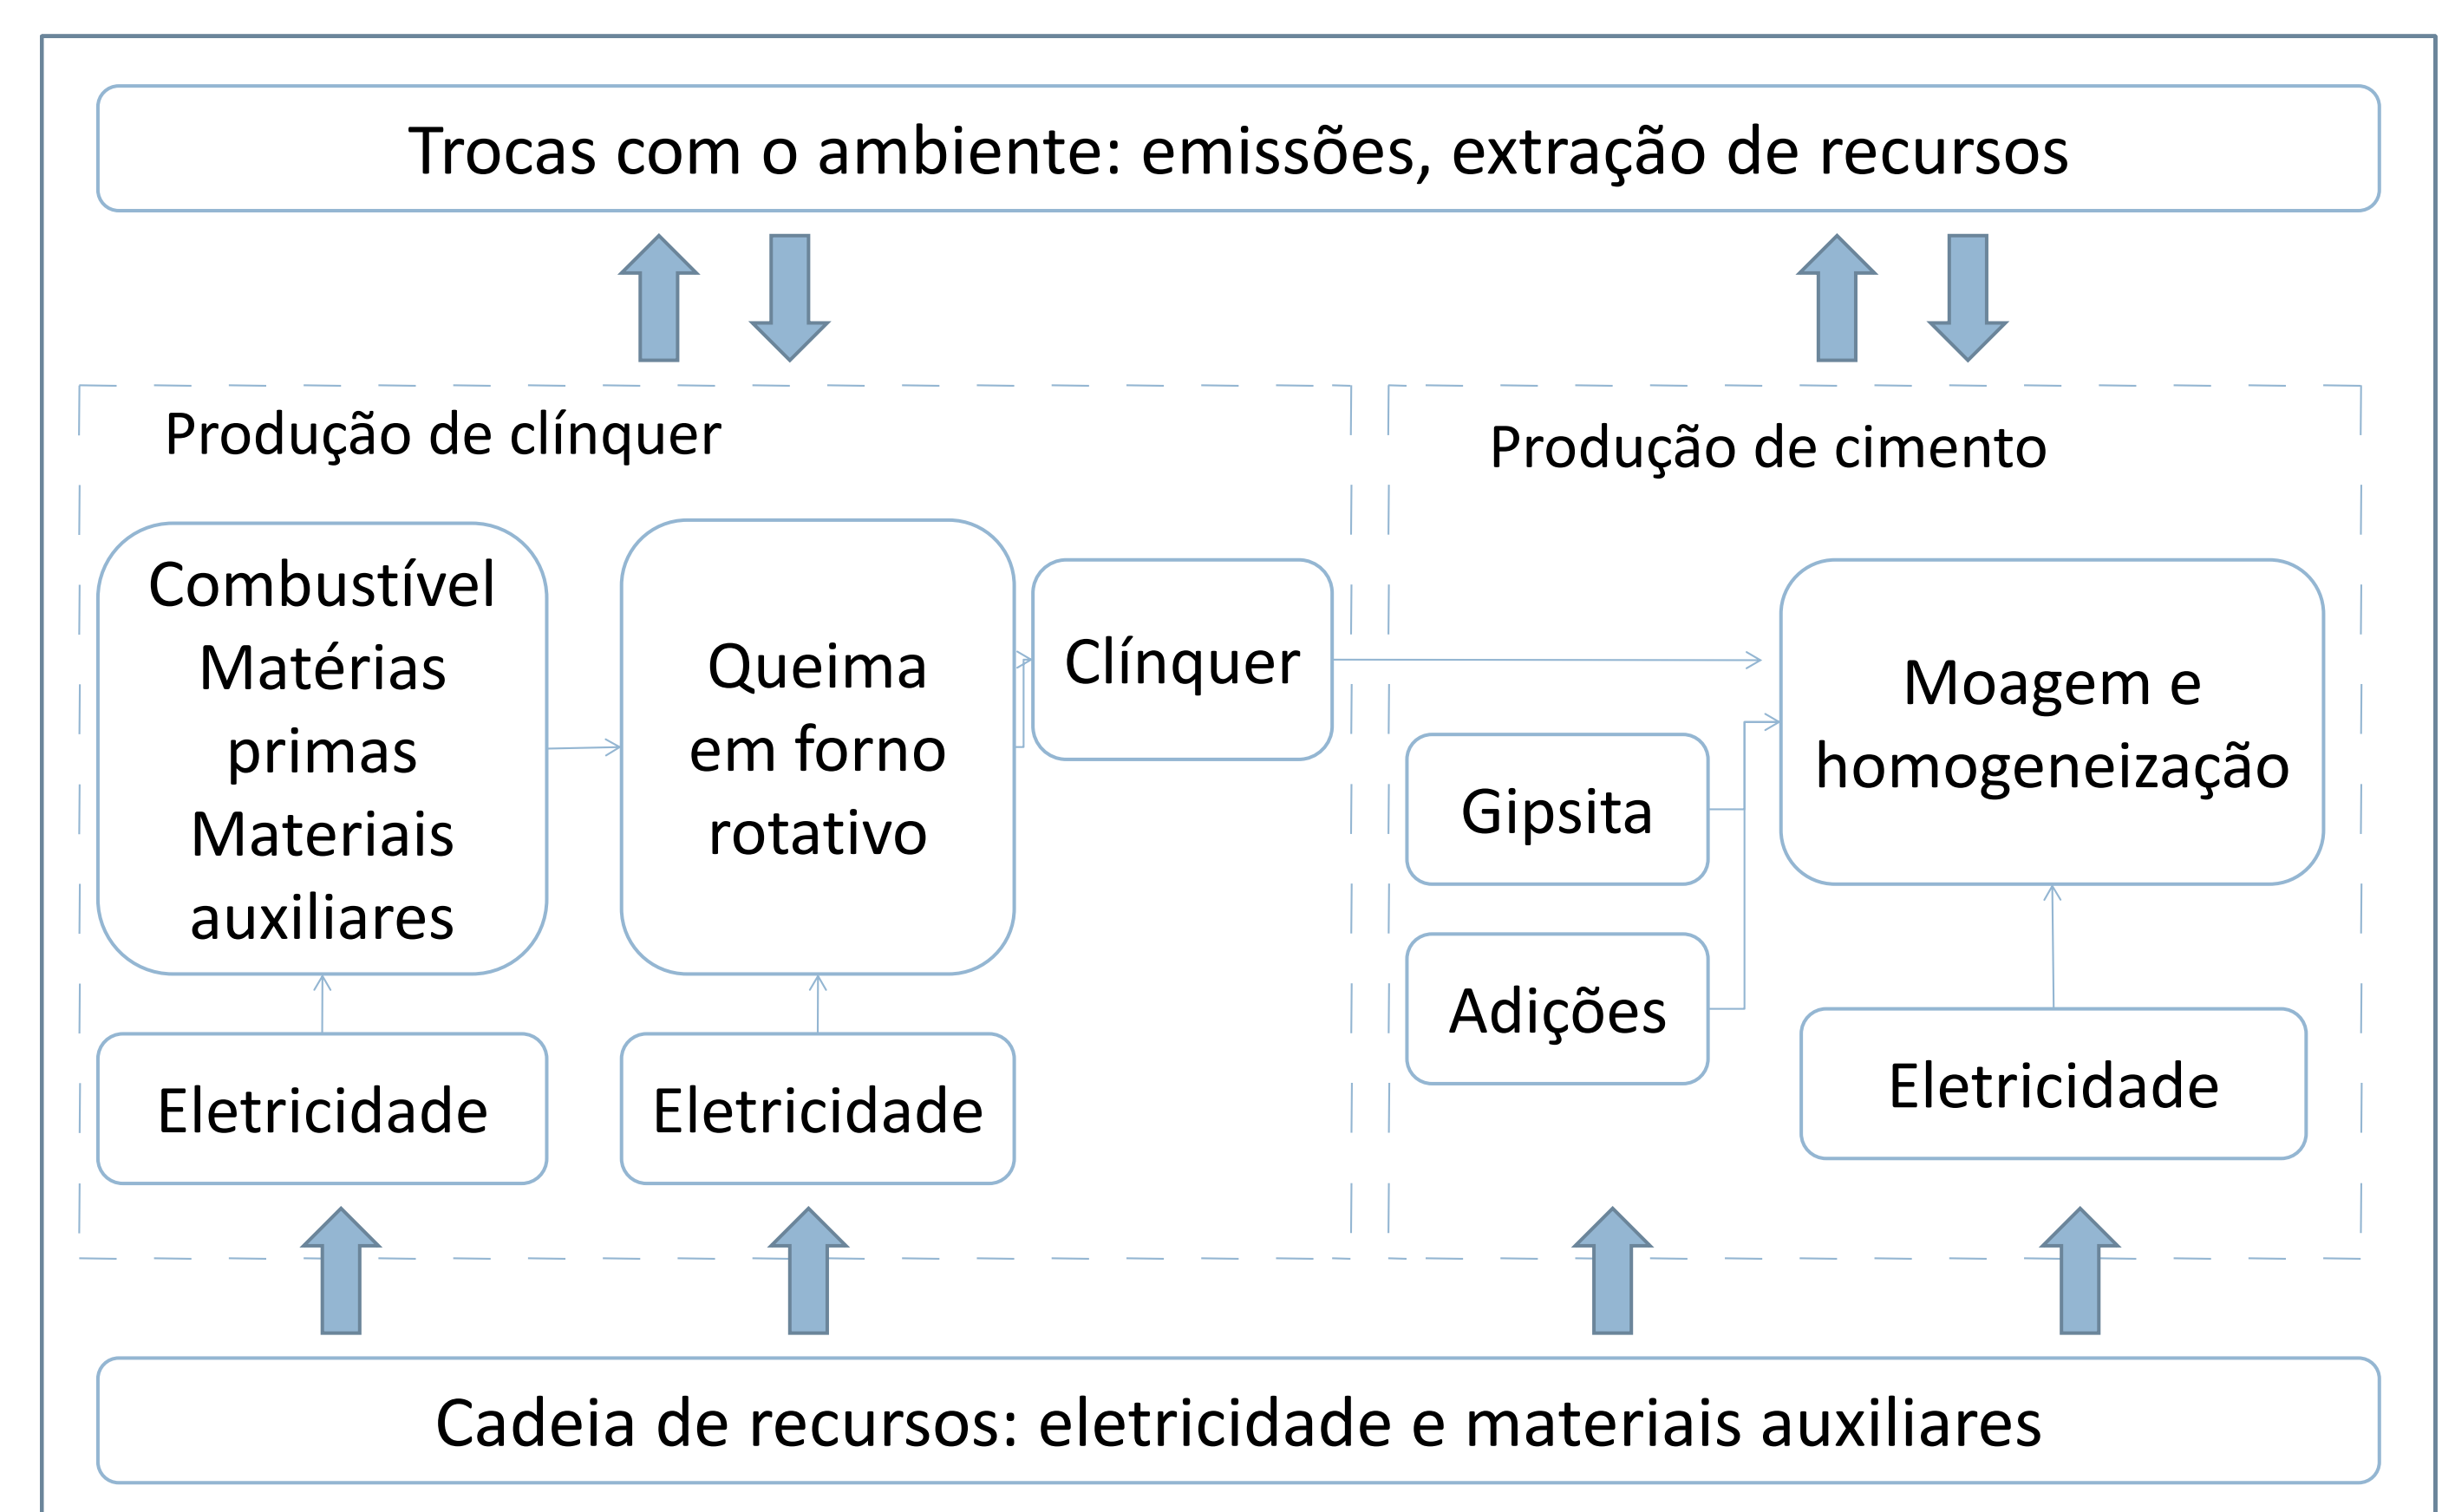 Trocas com o ambiente: emissões, extração de recursos
Produção de clínquer
Produção de cimento
Combustível
Matérias
primas
Materiais
auxiliares
Queima
em forno
rotativo
Clínquer
Moagem e
homogeneização
Gipsita
Adições
Eletricidade
Eletricidade
Eletricidade
Cadeia de recursos: eletricidade e materiais auxiliares